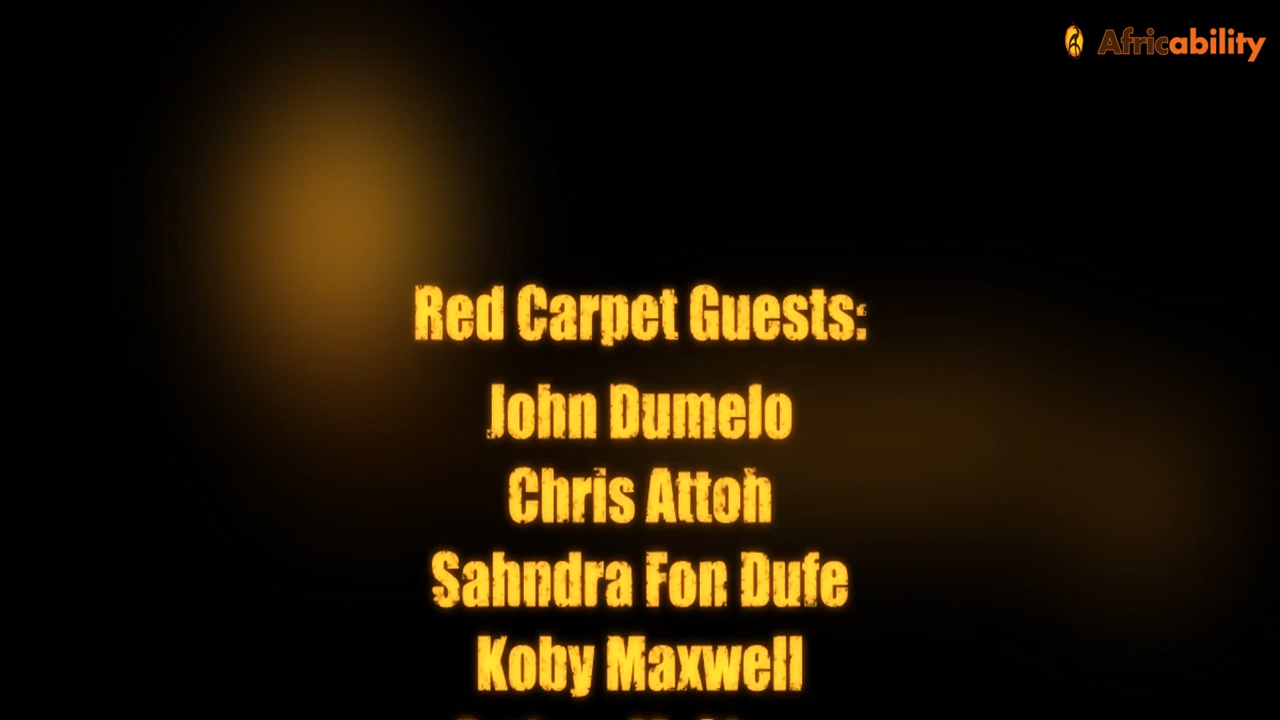 Africability
Red Carpet Guests:
John Dumelo
Chris Attoh
Sahndra Fon Dufe
Koby Maxwell